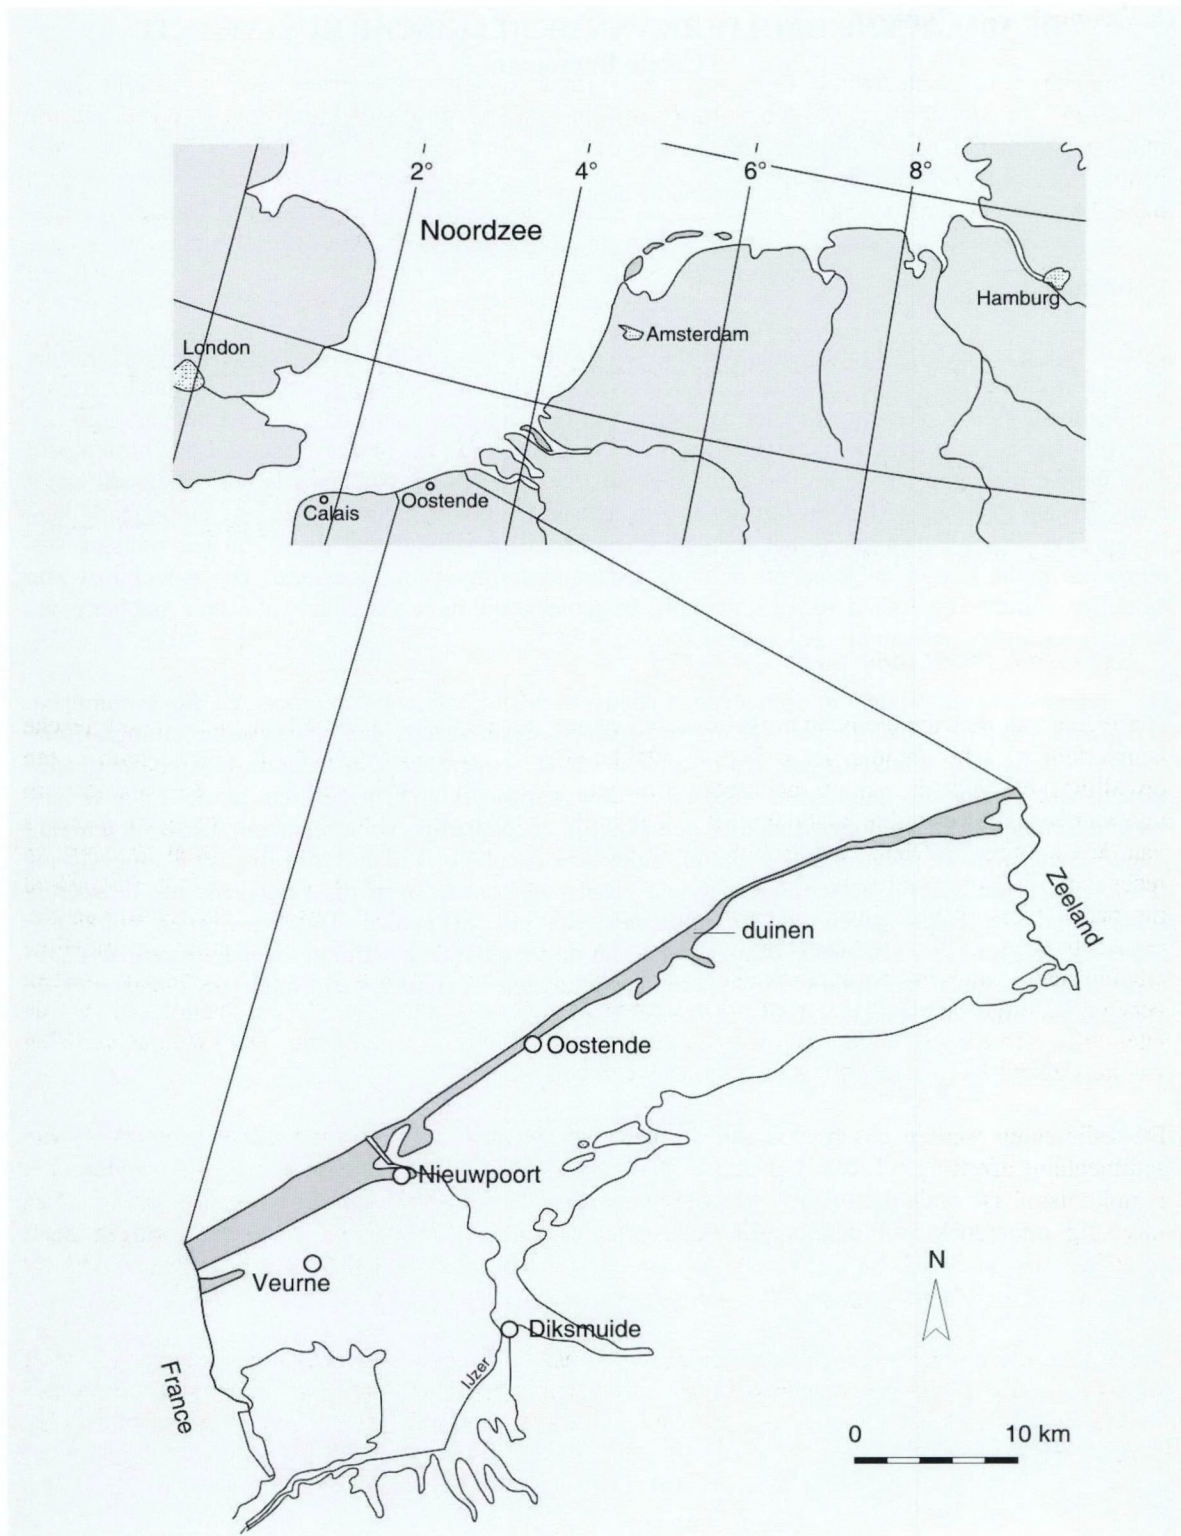 2° 4° 6° 8°
Noordzee
Hamburg
Amsterdam
London
Oostende
Calais
Zeeland
duinen
Oostende
Nieuwpoort
N
Veurne
Diksmuide
IJzer
France
0 10 km